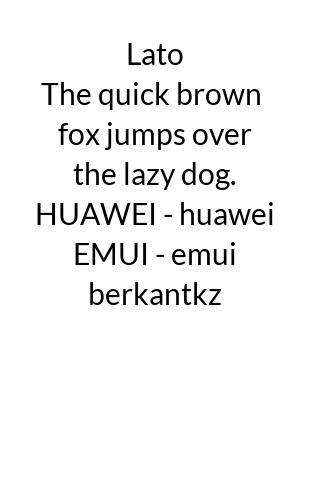 Lato
The quick brown
fox jumps over
the lazy dog.
HUAWEI - huawei
EMUI - emui
berkantkz